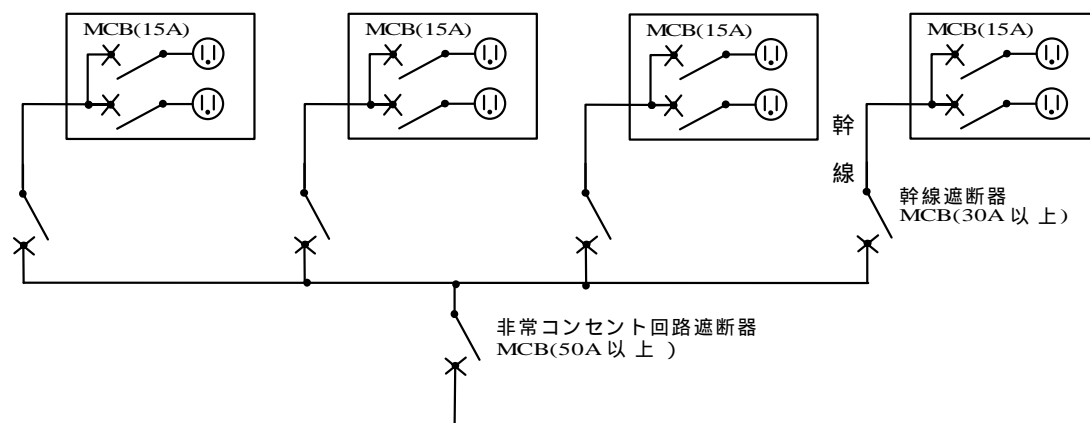 MCB(15A)
MCB(15A)
MCB(15A)
MCB(15A)
幹
線
幹線遮断器
MCB(30A 以 上)
非常コンセント回路遮断器
MCB(50A 以 上 )